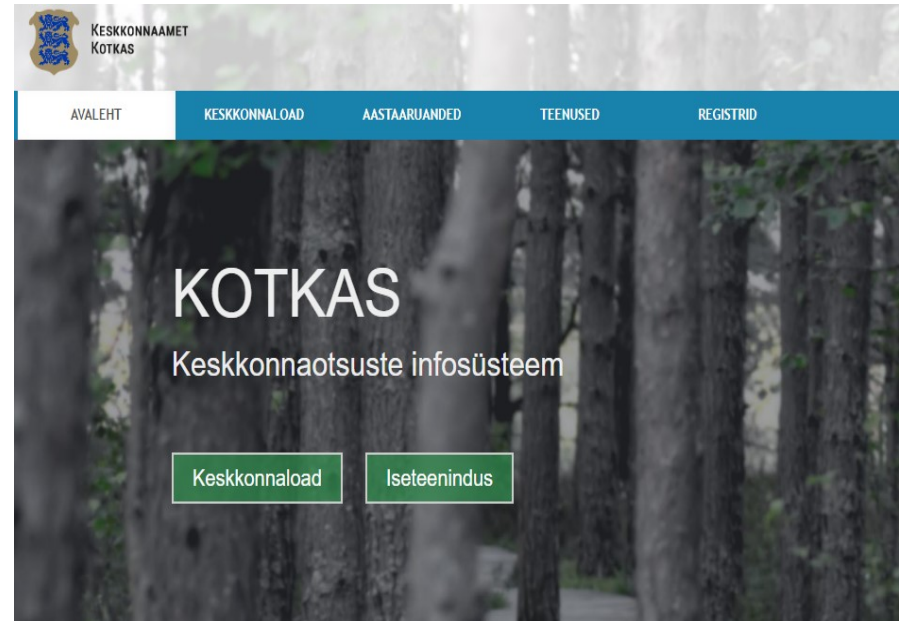 KESKKONNAAMET
KOTKAS
AVALEHT KESKKONNALOAD AASTAARUANDED TEENUSED REGISTRID
KOTKAS
Keskkonnaotsuste infosüsteem
Keskkonnaload Iseteenindus